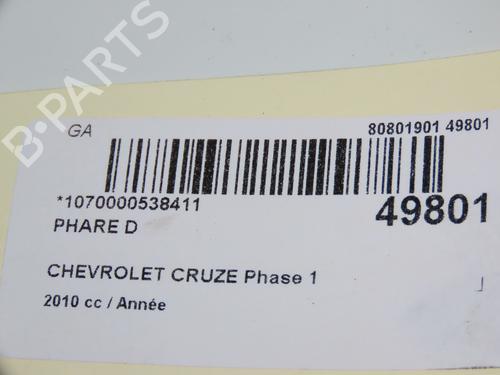 B-PARTS
GA
80801901 49801
*1070000538411
49801
PHARE D
CHEVROLET CRUZE Phase 1
2010 cc / Année